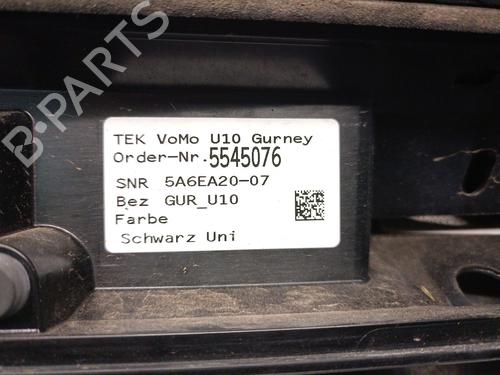 TEK VoMo U10 Gurney
Order-Nr.5545076
SNR 5A6EA20-07
Bez GUR_U10
Farbe
Schwarz Uni
B-PARTS